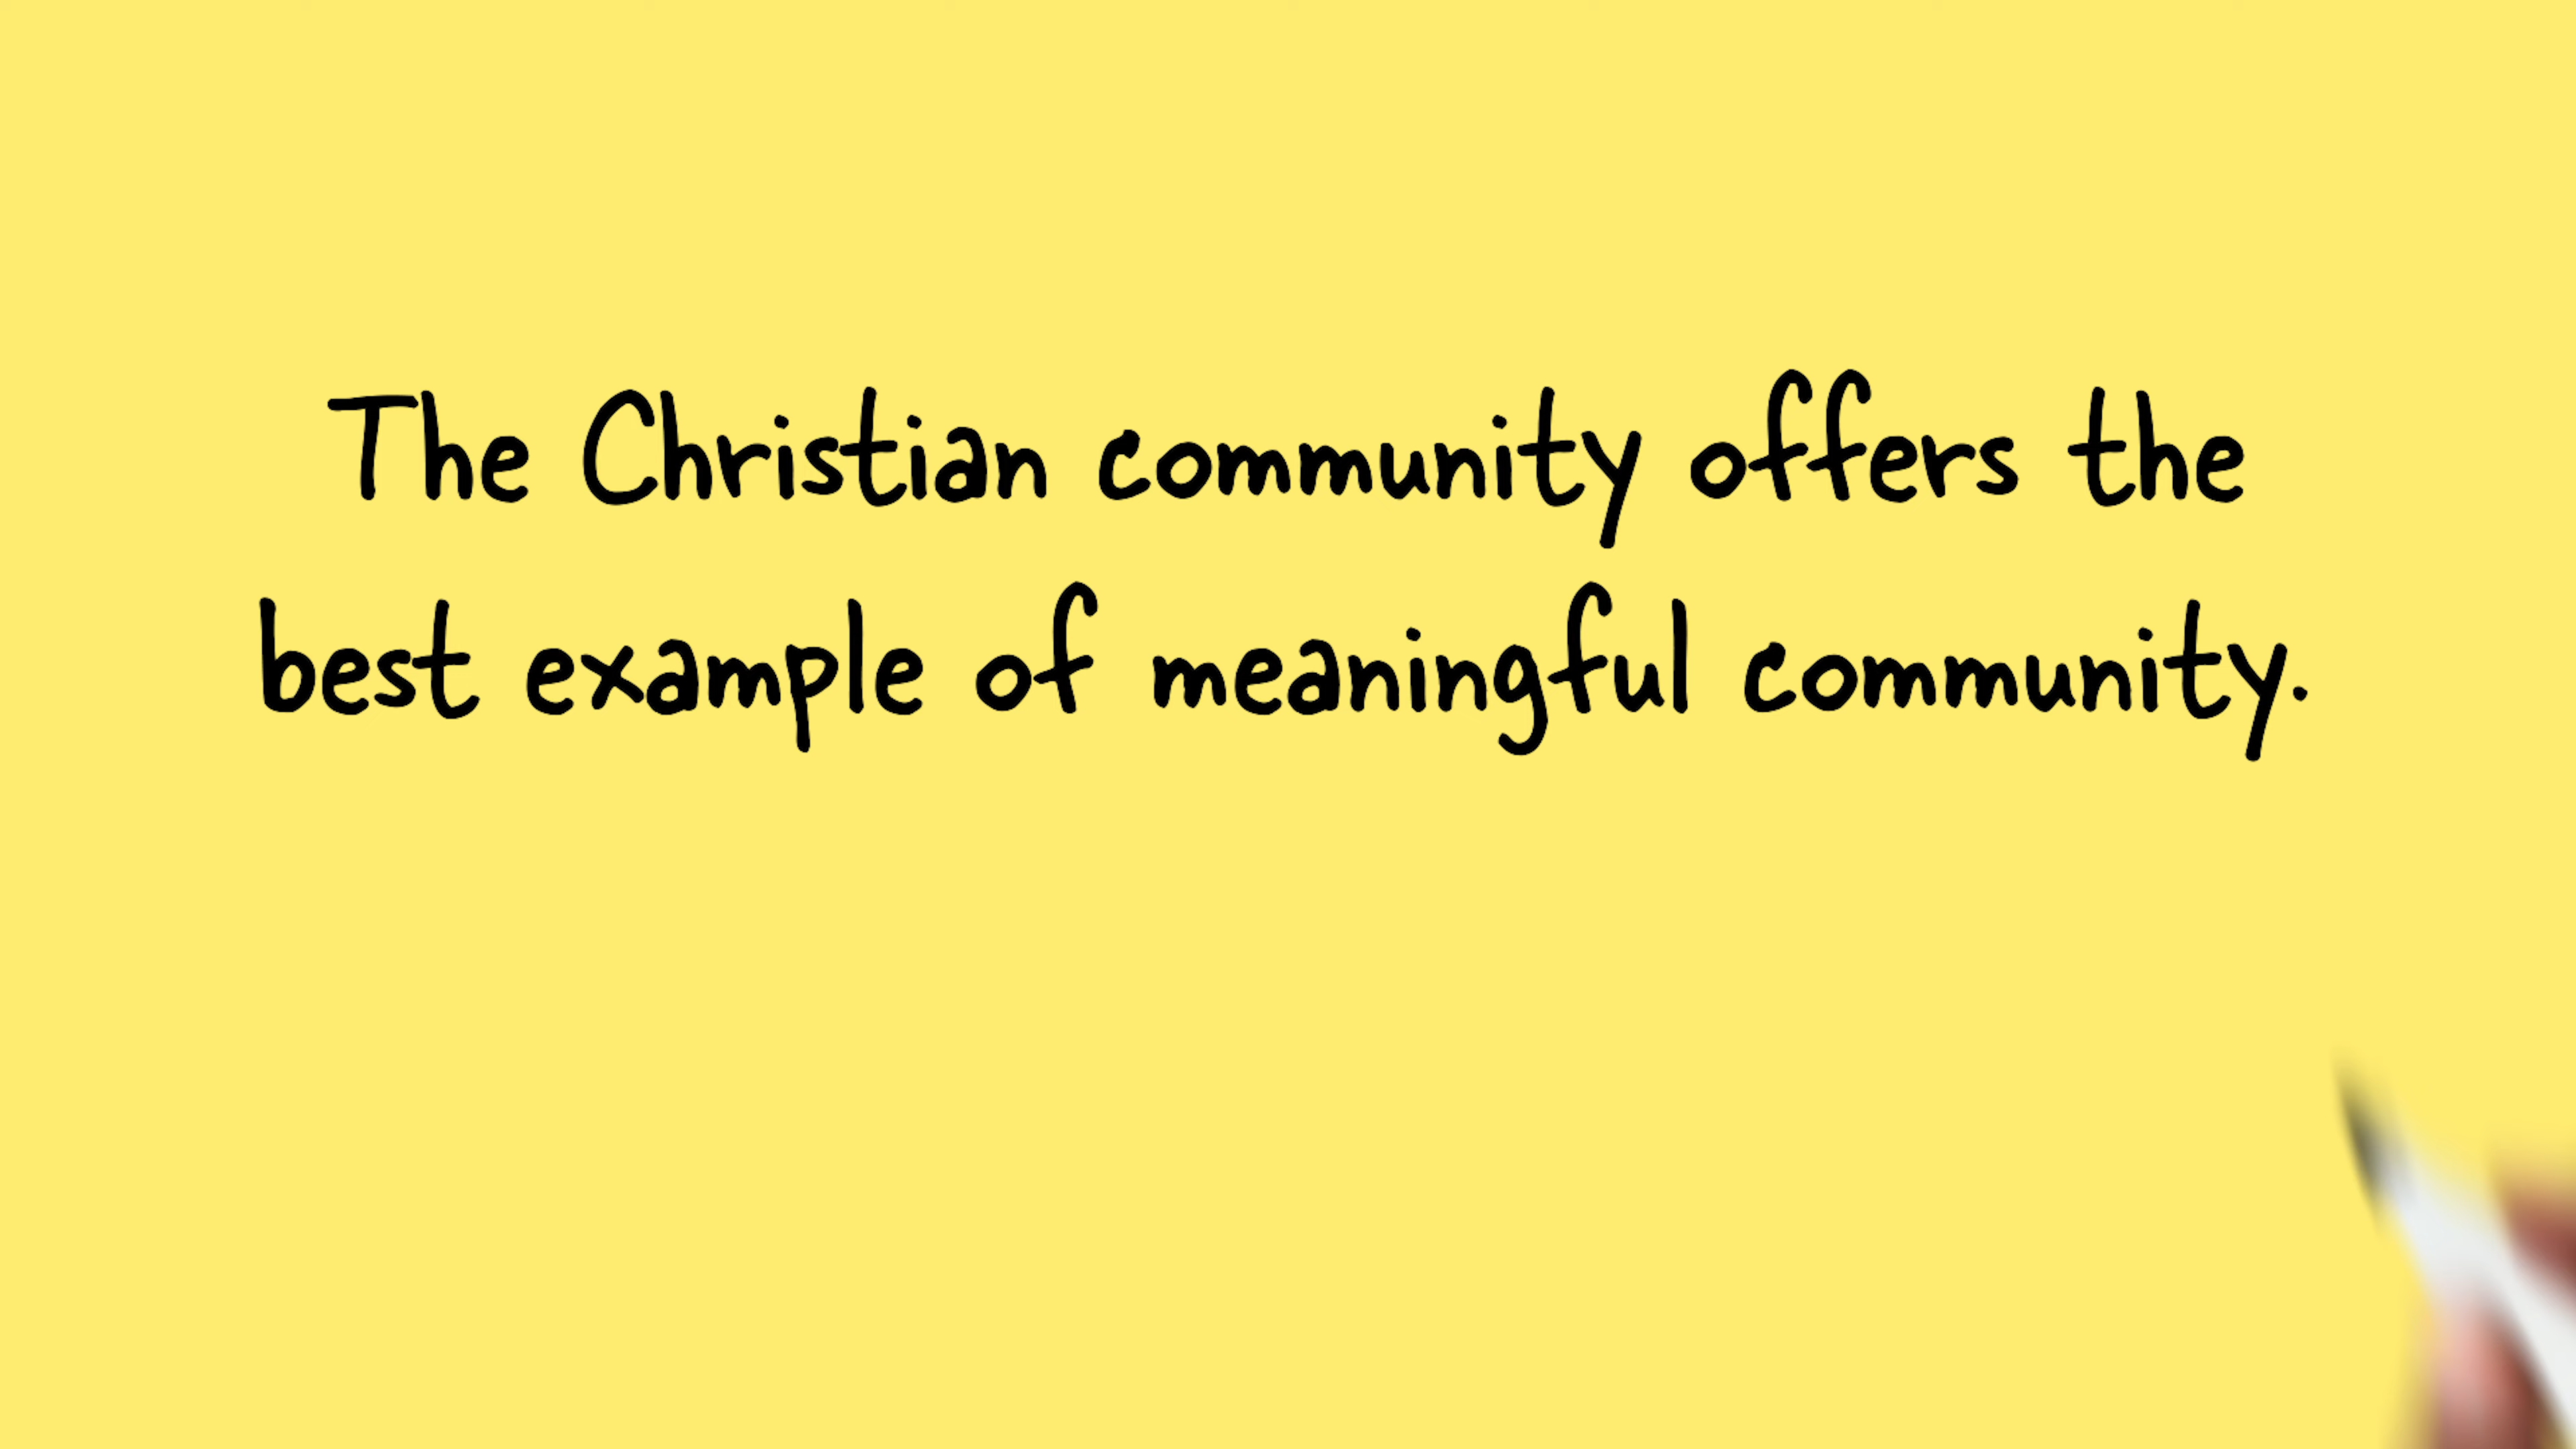 The Christian community offers the
best example of meaningful community.